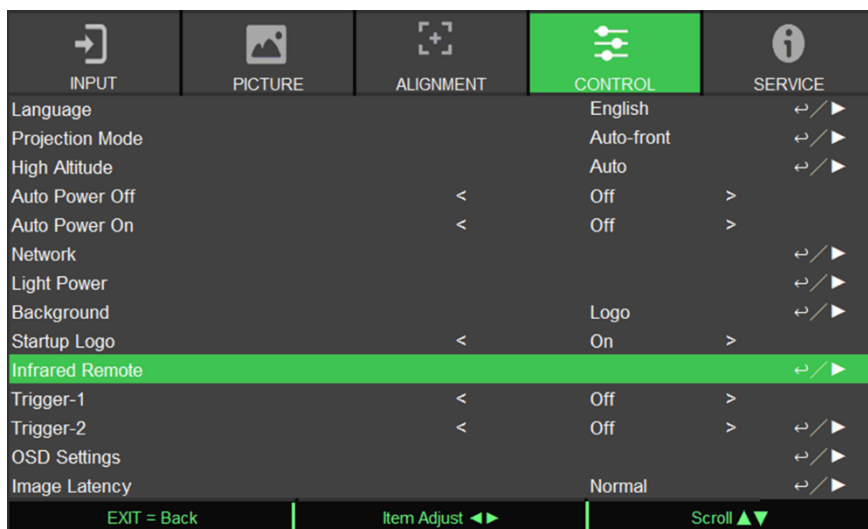 INPUT PICTURE ALIGNMENT CONTROL SERVICE
Language English ↩/▶
Projection Mode Auto-front ↩/▶
High Altitude Auto ↩/▶
Auto Power Off < Off >
Auto Power On < Off >
Network ↩/▶
Light Power ↩/▶
Background Logo ↩/▶
Startup Logo < On >
Infrared Remote ↩/▶
Trigger-1 < Off >
Trigger-2 < Off > ↩/▶
OSD Settings ↩/▶
Image Latency Normal ↩/▶
EXIT = Back Item Adjust ◀▶ Scroll ▲▼